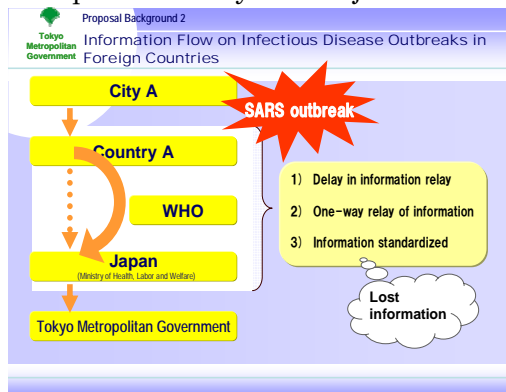 Proposal Background 2
Tokyo
Metropolitan
Government
Information Flow on Infectious Disease Outbreaks in
Foreign Countries
City A
SARS outbreak
Country A
WHO
1) Delay in information relay
2) One-way relay of information
3) Information standardized
Japan
(Ministry of Health, Labor and Welfare)
Lost
information
Tokyo Metropolitan Government